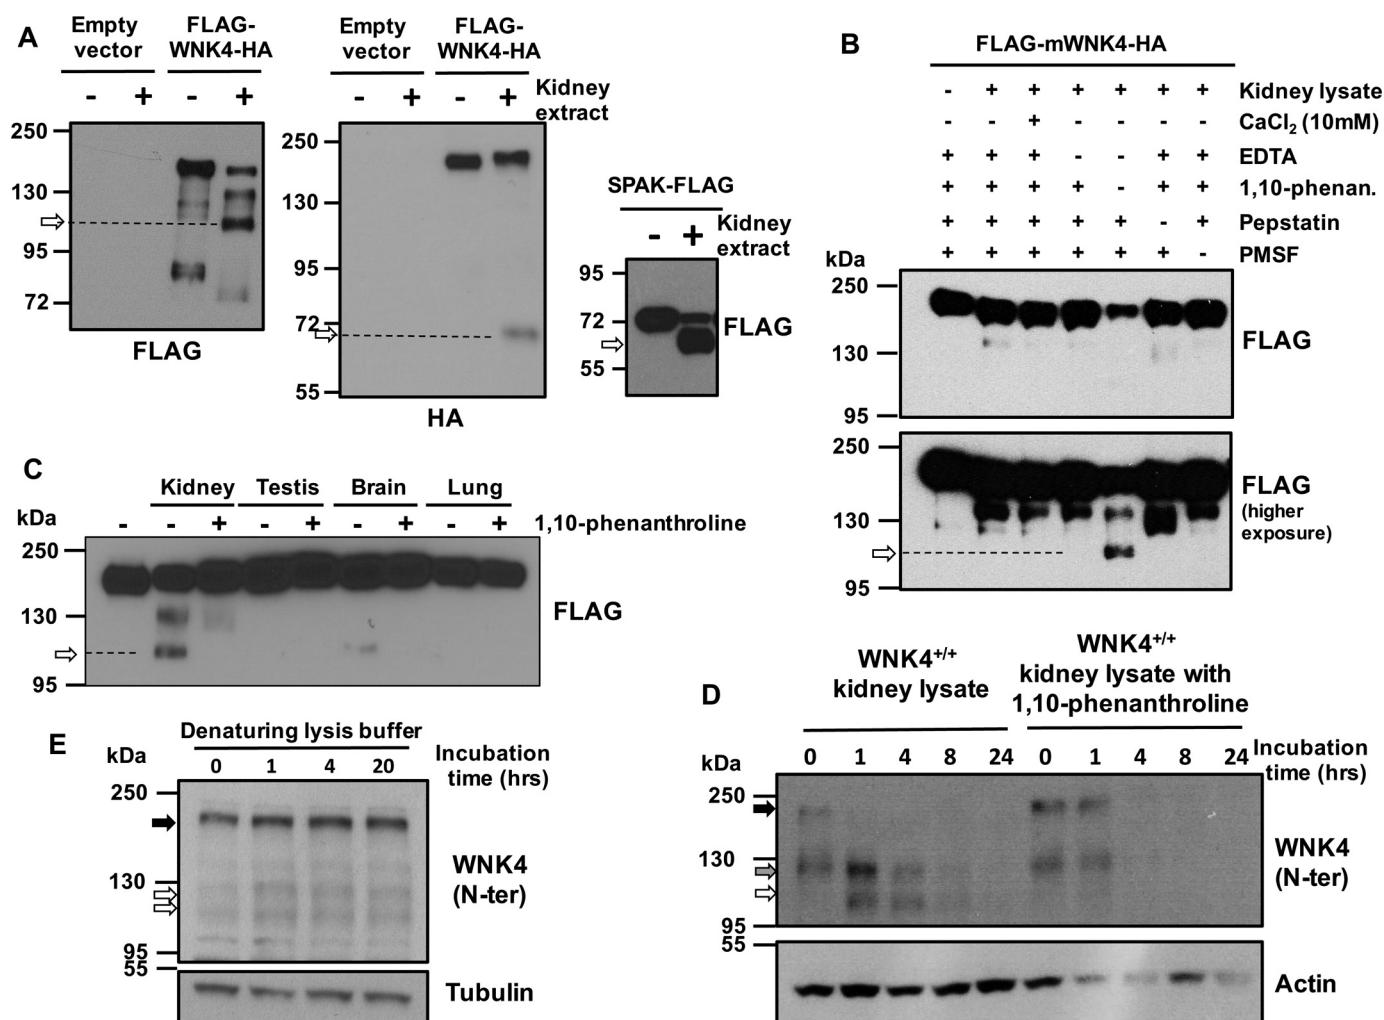 A
Empty vector
FLAG-WNK4-HA
- + - +
250
130
95
72
FLAG
Empty vector
FLAG-WNK4-HA
- + - +
Kidney extract
250
130
95
72
55
HA
SPAK-FLAG
- +
Kidney extract
95
72
55
FLAG
B
FLAG-mWNK4-HA
- + + + + + + Kidney lysate
- - + - - - - CaCl2 (10mM)
+ + + - - + + EDTA
+ + + + - + + 1,10-phenan.
+ + + + + - + Pepstatin
+ + + + + + - PMSF
kDa
250
130
95
FLAG
250
130
95
FLAG
(higher exposure)
C
Kidney Testis Brain Lung
kDa
- - + - + - + - + 1,10-phenanthroline
250
130
95
FLAG
D
WNK4+/+
kidney lysate
WNK4+/+
kidney lysate with
1,10-phenanthroline
kDa
0 1 4 8 24 0 1 4 8 24
Incubation time (hrs)
250
130
95
WNK4
(N-ter)
55
Actin
E
Denaturing lysis buffer
kDa
0 1 4 20
Incubation time (hrs)
250
130
95
WNK4
(N-ter)
55
Tubulin